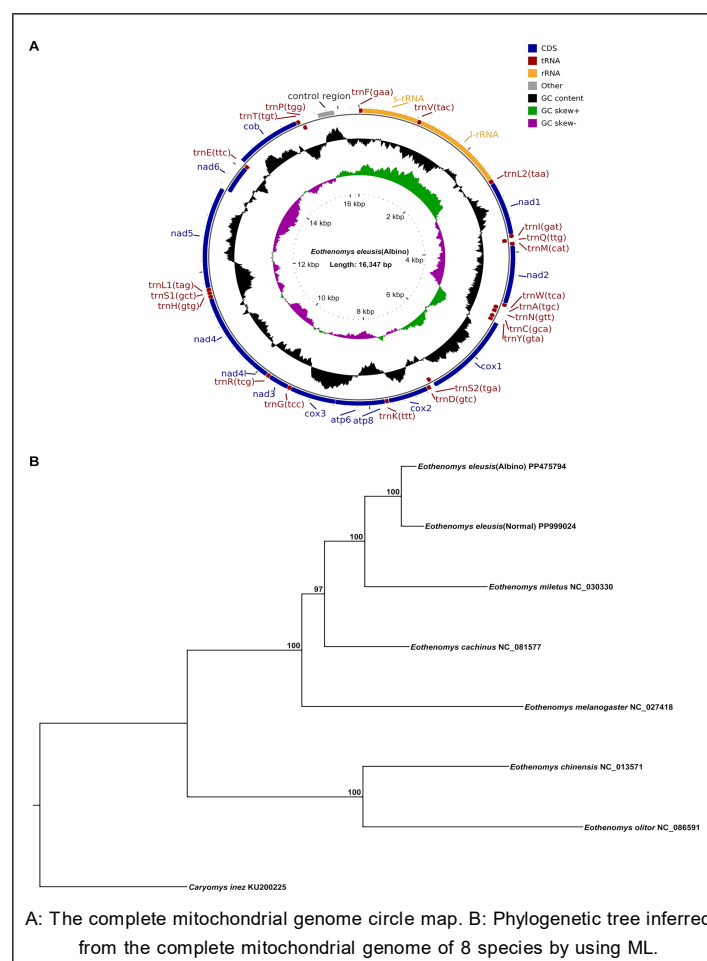 A
CDS
tRNA
rRNA
Other
GC content
GC skew+
GC skew-
control region
trnF(gaa)
s-rRNA
trnV(tac)
l-rRNA
trnL2(taa)
nad1
trnI(gat)
trnQ(ttg)
trnM(cat)
nad2
trnW(tca)
trnA(tgc)
trnN(gtt)
trnC(gca)
trnY(gta)
cox1
trnS2(tga)
trnD(gtc)
cox2
trnK(ttt)
atp8
atp6
cox3
trnG(tcc)
nad3
trnR(tcg)
nad4l
nad4
trnH(gtg)
trnS1(gct)
trnL1(tag)
nad5
nad6
trnE(ttc)
cob
trnT(tgt)
trnP(tgg)
16 kbp
2 kbp
4 kbp
6 kbp
8 kbp
10 kbp
12 kbp
14 kbp
Eothenomys eleusis(Albino)
Length: 16,347 bp
B
Eothenomys eleusis(Albino) PP475794
100
Eothenomys eleusis(Normal) PP999024
100
Eothenomys miletus NC_030330
97
Eothenomys cachinus NC_081577
100
Eothenomys melanogaster NC_027418
Eothenomys chinensis NC_013571
100
Eothenomys olitor NC_086591
Caryomys inez KU200225
A: The complete mitochondrial genome circle map. B: Phylogenetic tree inferred
from the complete mitochondrial genome of 8 species by using ML.